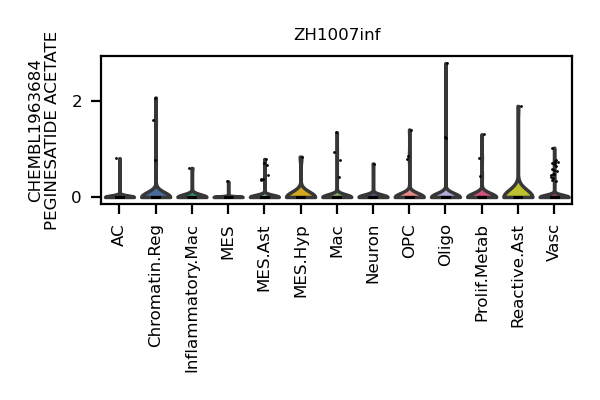 ZH1007inf
CHEMBL1963684
PEGINESATIDE ACETATE
2
0
AC
Chromatin.Reg
Inflammatory.Mac
MES
MES.Ast
MES.Hyp
Mac
Neuron
OPC
Oligo
Prolif.Metab
Reactive.Ast
Vasc